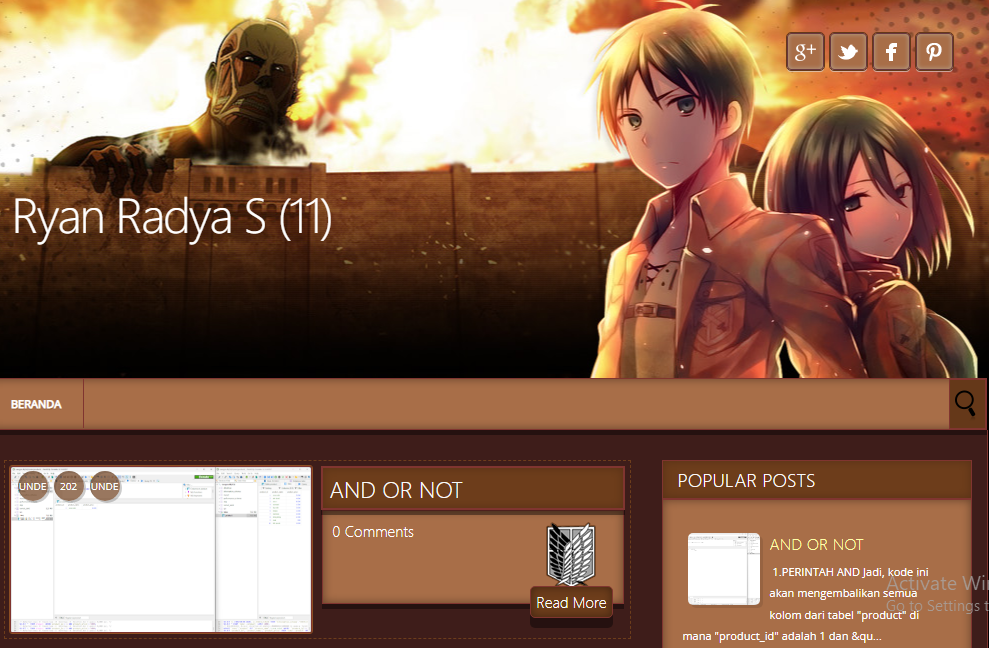 g+
Ryan Radya S (11)
BERANDA
UNDE 202 UNDE
AND OR NOT
0 Comments
Read More
POPULAR POSTS
AND OR NOT
1.PERINTAH AND Jadi, kode ini
akan mengembalikan semua
kolom dari tabel "product" di
mana "product_id" adalah 1 dan &qu...
Activate Wi
Go to Settings t